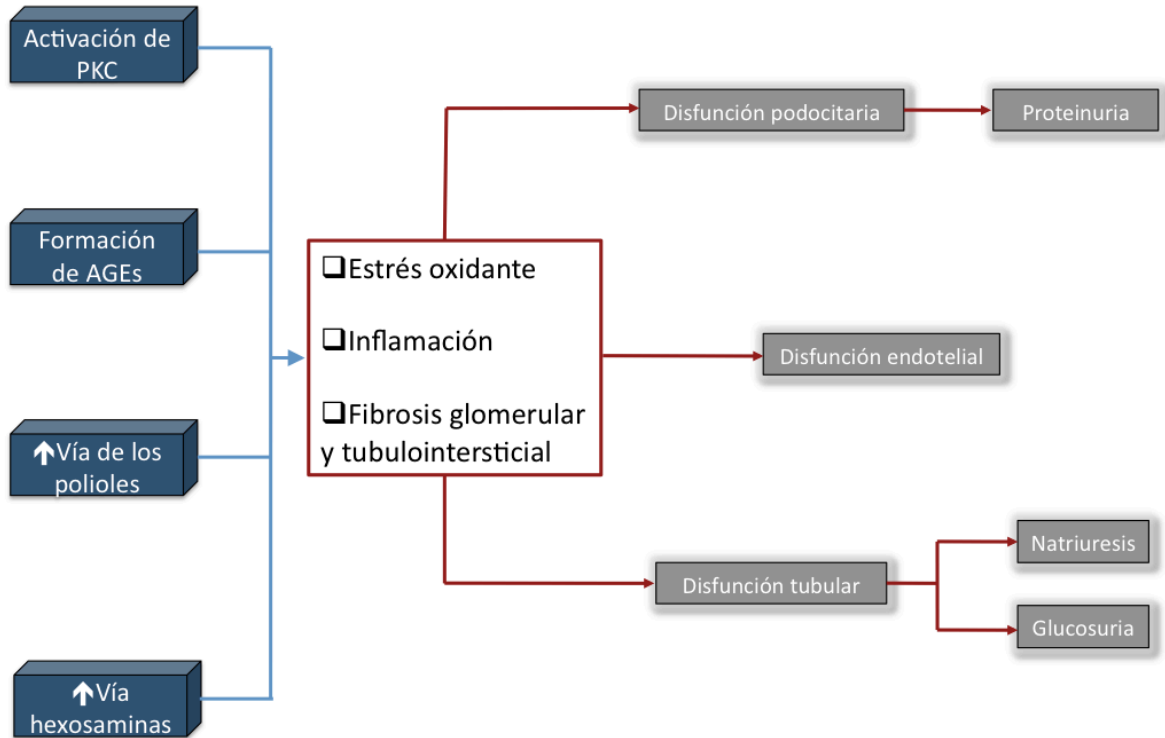 Activación de
PKC
Formación
de AGEs
↑Vía de los
polioles
↑Vía
hexosaminas
❑Estrés oxidante
❑Inflamación
❑Fibrosis glomerular
y tubulointersticial
Disfunción podocitaria
Proteinuria
Disfunción endotelial
Disfunción tubular
Natriuresis
Glucosuria